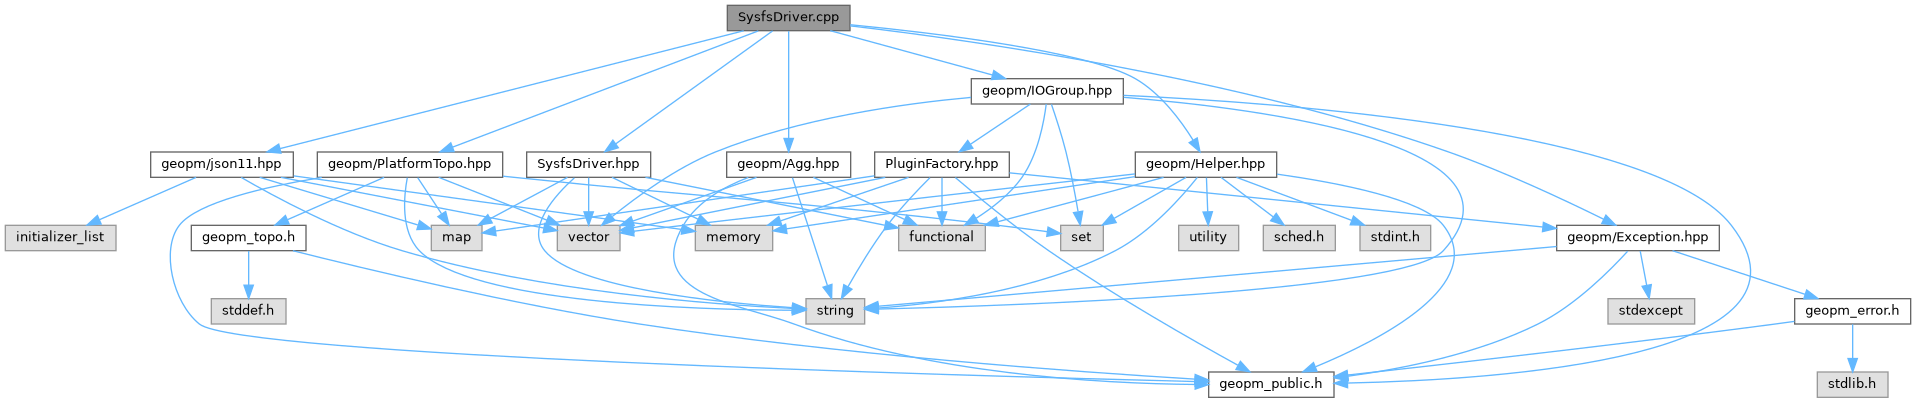 SysfsDriver.cpp
geopm/IOGroup.hpp
geopm/json11.hpp
geopm/PlatformTopo.hpp
SysfsDriver.hpp
geopm/Agg.hpp
PluginFactory.hpp
geopm/Helper.hpp
initializer_list
geopm_topo.h
map
vector
memory
functional
set
utility
sched.h
stdint.h
geopm/Exception.hpp
stddef.h
string
stdexcept
geopm_error.h
geopm_public.h
stdlib.h